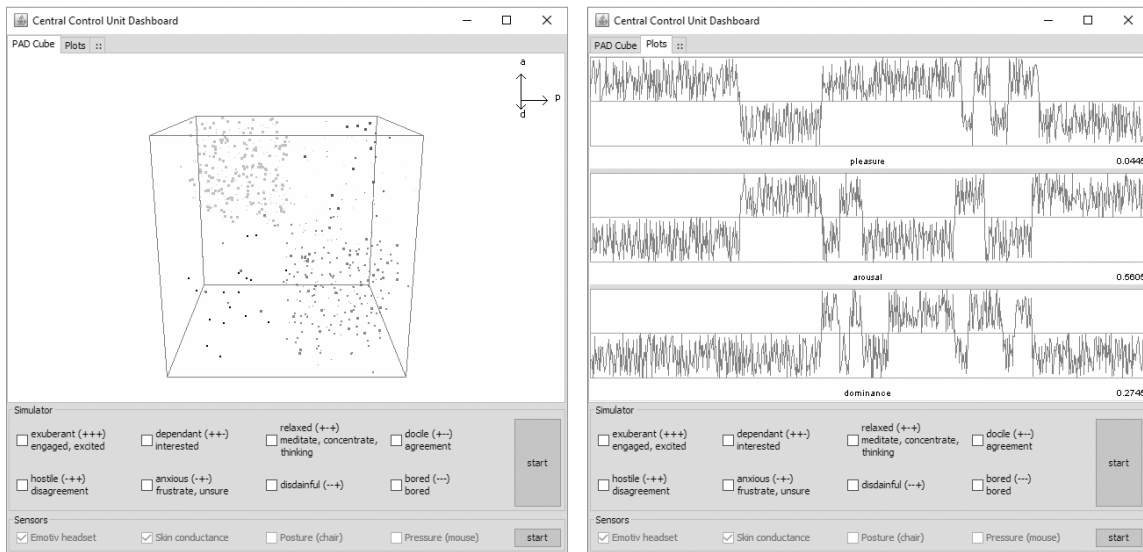 Central Control Unit Dashboard
PAD Cube Plots ::
a
p
d
Simulator
exuberant (+++)
engaged, excited
dependant (++-)
interested
relaxed (+-+)
meditate, concentrate,
thinking
docile (+--)
agreement
start
hostile (-++)
disagreement
anxious (-+-)
frustrate, unsure
disdainful (--+)
bored (---)
bored
Sensors
Emotiv headset
Skin conductance
Posture (chair)
Pressure (mouse)
start
Central Control Unit Dashboard
PAD Cube Plots ::
pleasure 0.0445
arousal 0.5605
dominance 0.2745
Simulator
exuberant (+++)
engaged, excited
dependant (++-)
interested
relaxed (+-+)
meditate, concentrate,
thinking
docile (+--)
agreement
start
hostile (-++)
disagreement
anxious (-+-)
frustrate, unsure
disdainful (--+)
bored (---)
bored
Sensors
Emotiv headset
Skin conductance
Posture (chair)
Pressure (mouse)
start